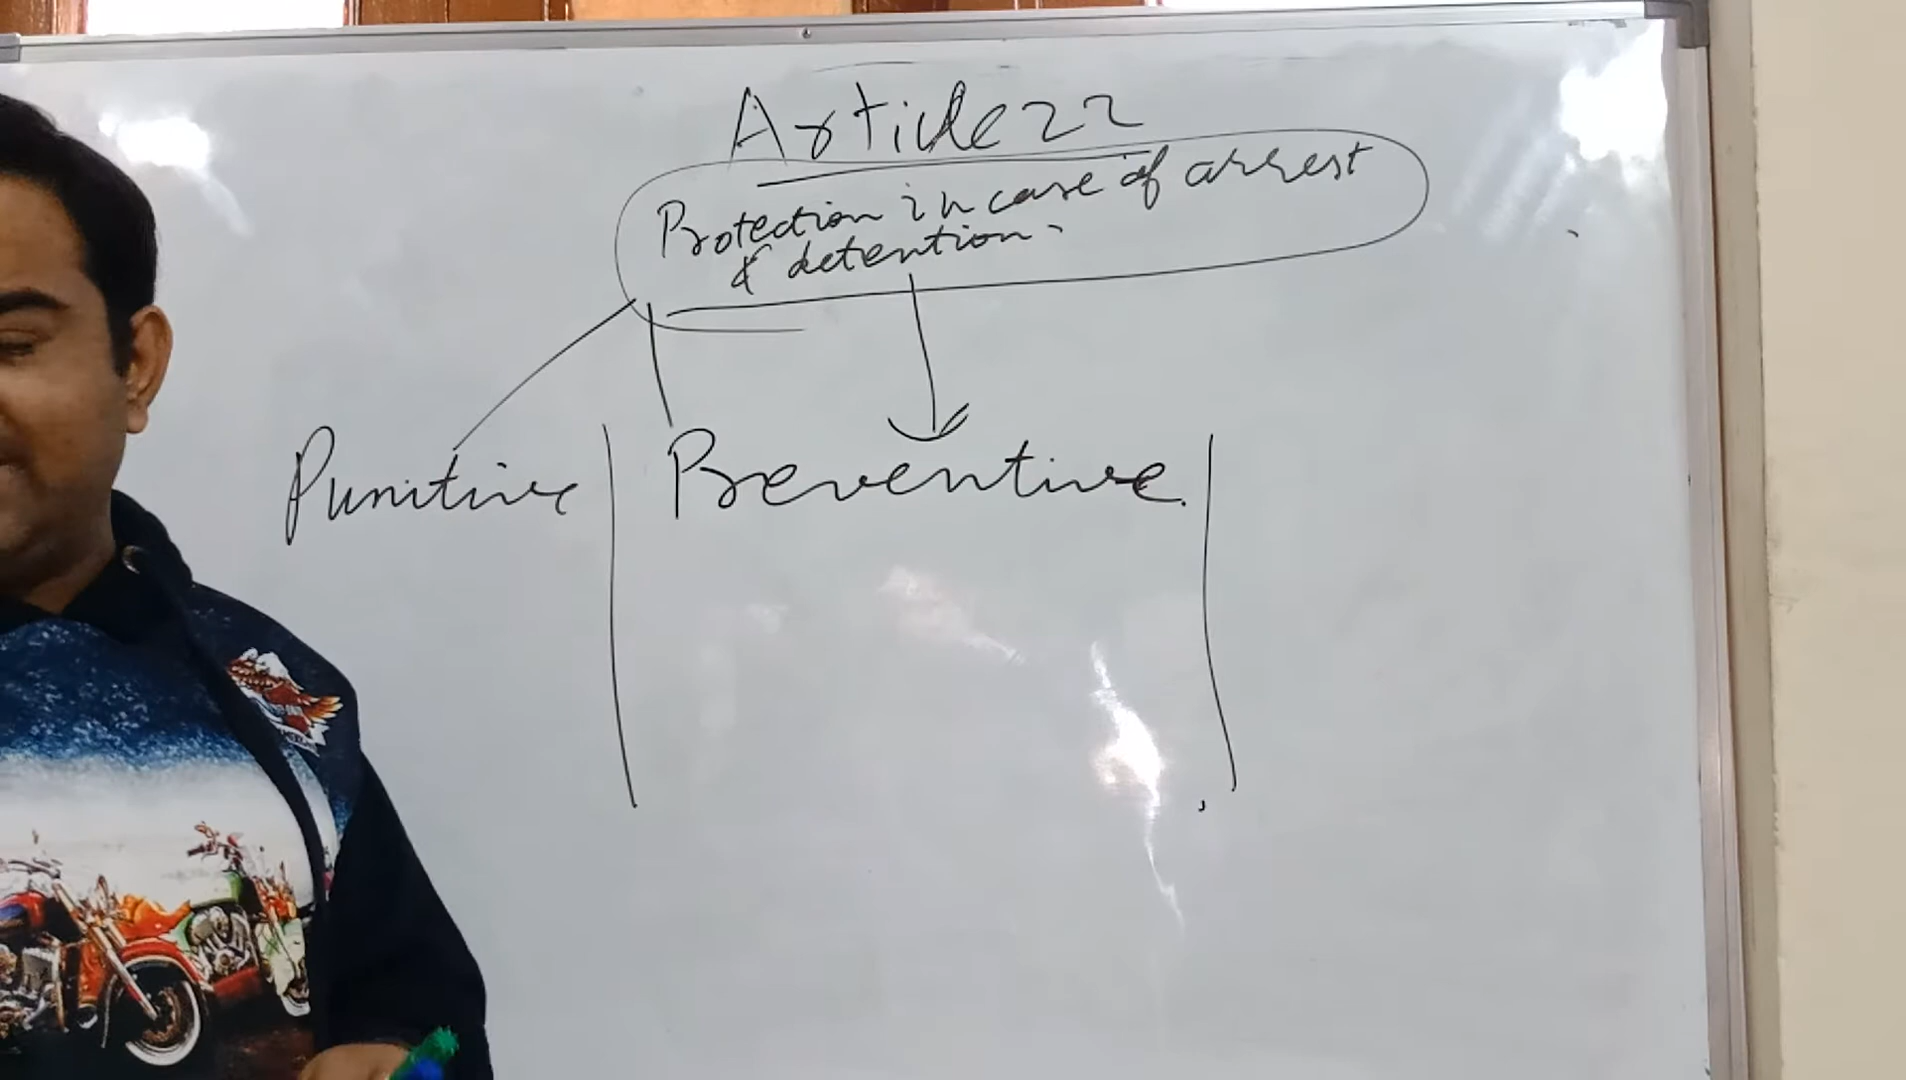 Article 22
Protection in case of arrest
& detention.
Punitive Preventive.